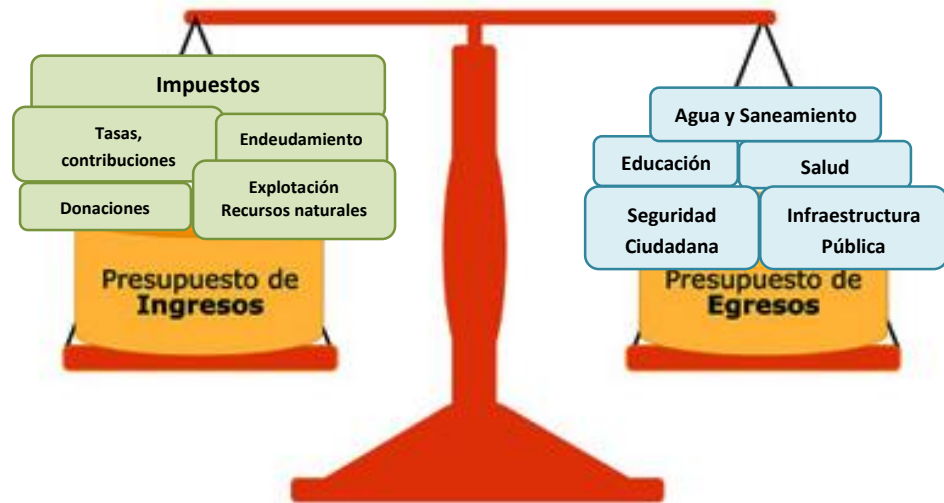 Impuestos
Tasas,
contribuciones
Endeudamiento
Donaciones
Explotación
Recursos naturales
Presupuesto de
Ingresos
Agua y Saneamiento
Educación
Salud
Seguridad
Ciudadana
Infraestructura
Pública
Presupuesto de
Egresos